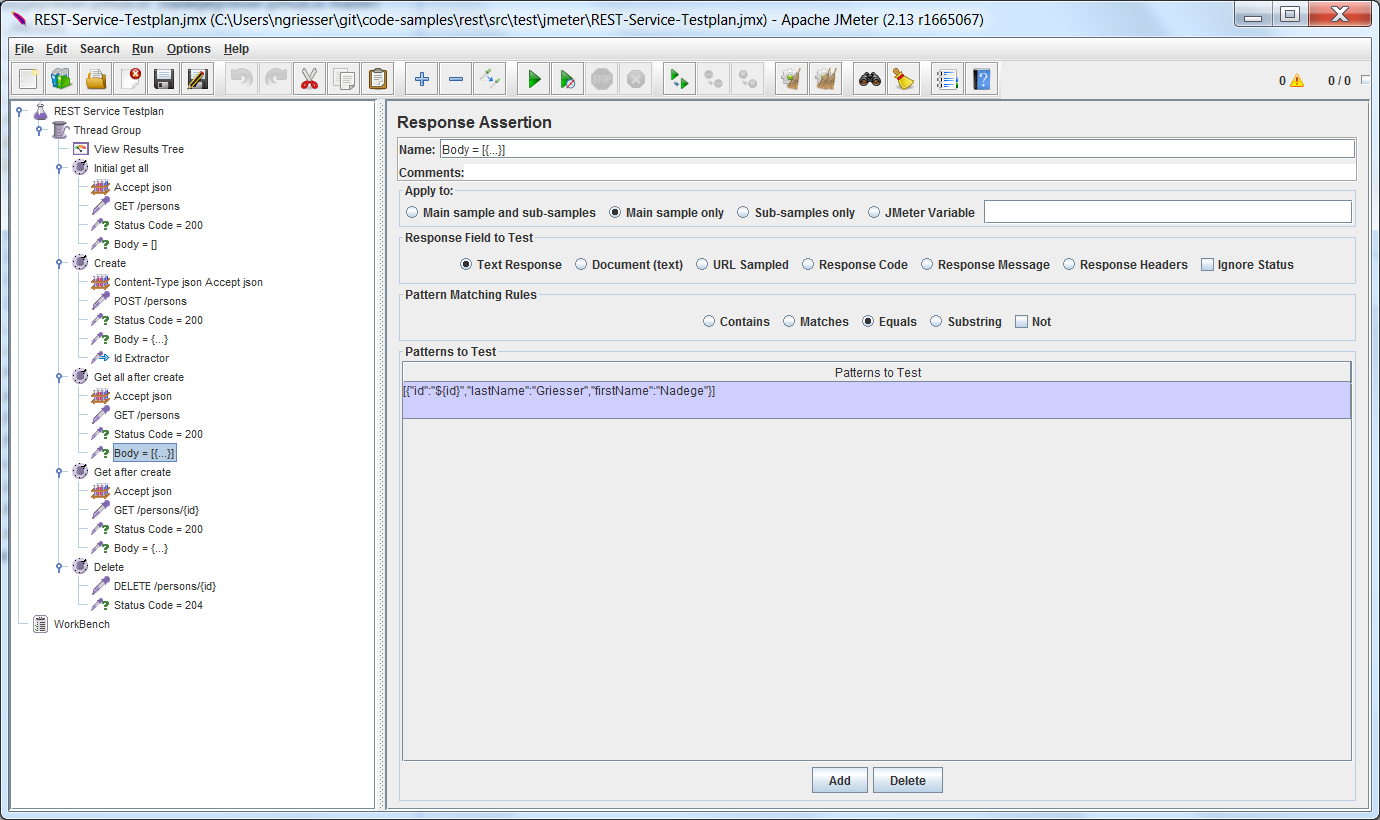 REST-Service-Testplan.jmx (C:\Users\ngriesser\git\code-samples\rest\src\test\jmeter\REST-Service-Testplan.jmx) - Apache JMeter (2.13 r1665067)
File Edit Search Run Options Help
STOP
0 0 / 0
REST Service Testplan
Thread Group
View Results Tree
Initial get all
Accept json
GET /persons
Status Code = 200
Body = []
Create
Content-Type json Accept json
POST /persons
Status Code = 200
Body = {...}
Id Extractor
Get all after create
Accept json
GET /persons
Status Code = 200
Body = [{...}]
Get after create
Accept json
GET /persons/{id}
Status Code = 200
Body = {...}
Delete
DELETE /persons/{id}
Status Code = 204
WorkBench
Response Assertion
Name: Body = [{...}]
Comments:
Apply to:
Main sample and sub-samples Main sample only Sub-samples only JMeter Variable
Response Field to Test
Text Response Document (text) URL Sampled Response Code Response Message Response Headers Ignore Status
Pattern Matching Rules
Contains Matches Equals Substring Not
Patterns to Test
Patterns to Test
[{"id":"${id}","lastName":"Griesser","firstName":"Nadege"}]
Add Delete